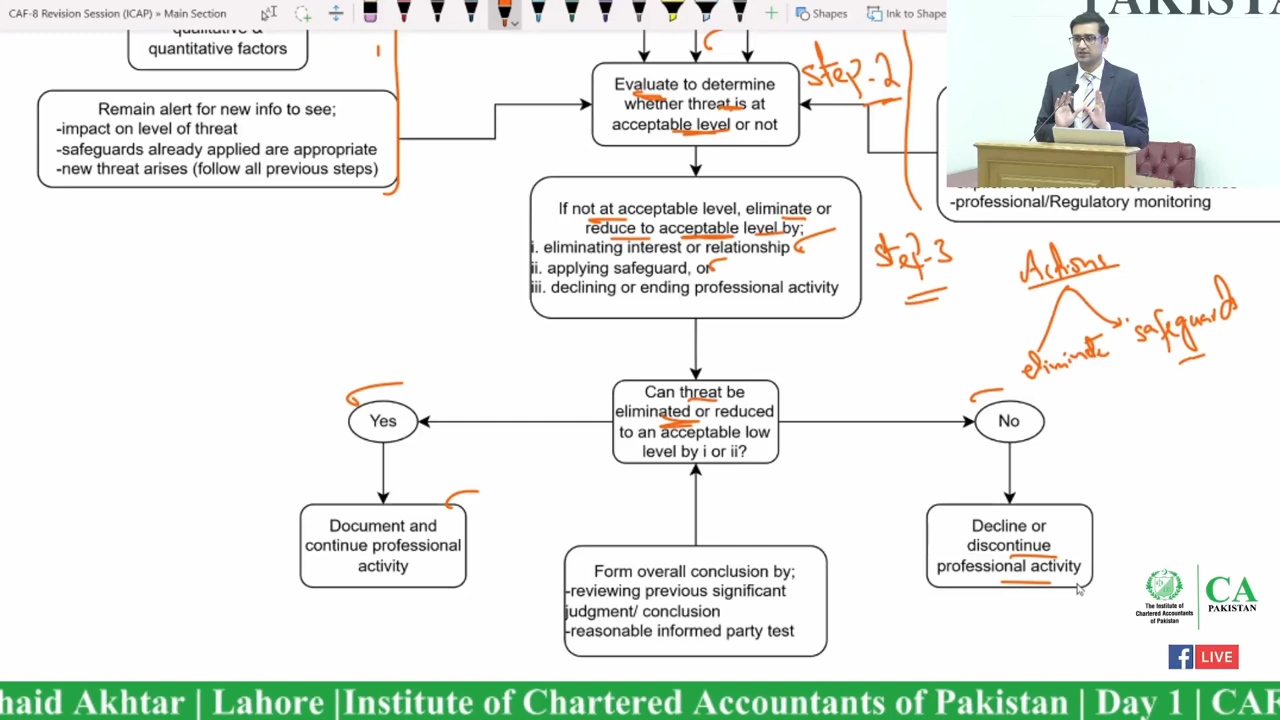 CAF-8 Revision Session (ICAP) » Main Section
Shapes
Ink to Shape
PAKISTAN
qualitative &
quantitative factors
Remain alert for new info to see;
-impact on level of threat
-safeguards already applied are appropriate
-new threat arises (follow all previous steps)
Evaluate to determine
whether threat is at
acceptable level or not
Step-2
-professional/Regulatory monitoring
If not at acceptable level, eliminate or
reduce to acceptable level by;
i. eliminating interest or relationship
ii. applying safeguard, or
iii. declining or ending professional activity
Step-3
Actions
eliminate
safeguards
Can threat be
eliminated or reduced
to an acceptable low
level by i or ii?
Yes
No
Document and
continue professional
activity
Decline or
discontinue
professional activity
Form overall conclusion by;
-reviewing previous significant
judgment/ conclusion
-reasonable informed party test
The Institute of
Chartered Accountants
of Pakistan
CA
PAKISTAN
f LIVE
haid Akhtar | Lahore |Institute of Chartered Accountants of Pakistan | Day 1 | CAF